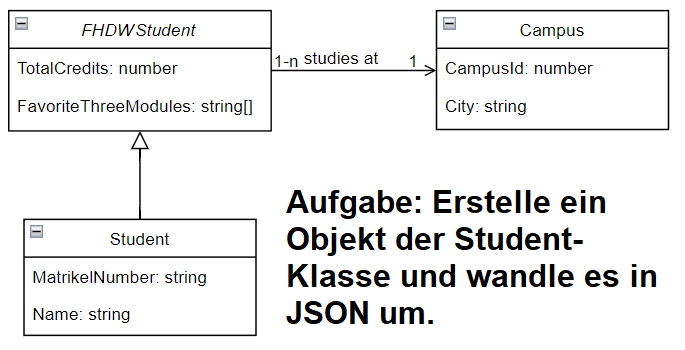 FHDWStudent
TotalCredits: number
FavoriteThreeModules: string[]
1-n studies at 1
Campus
CampusId: number
City: string
Student
MatrikelNumber: string
Name: string
Aufgabe: Erstelle ein
Objekt der Student-
Klasse und wandle es in
JSON um.